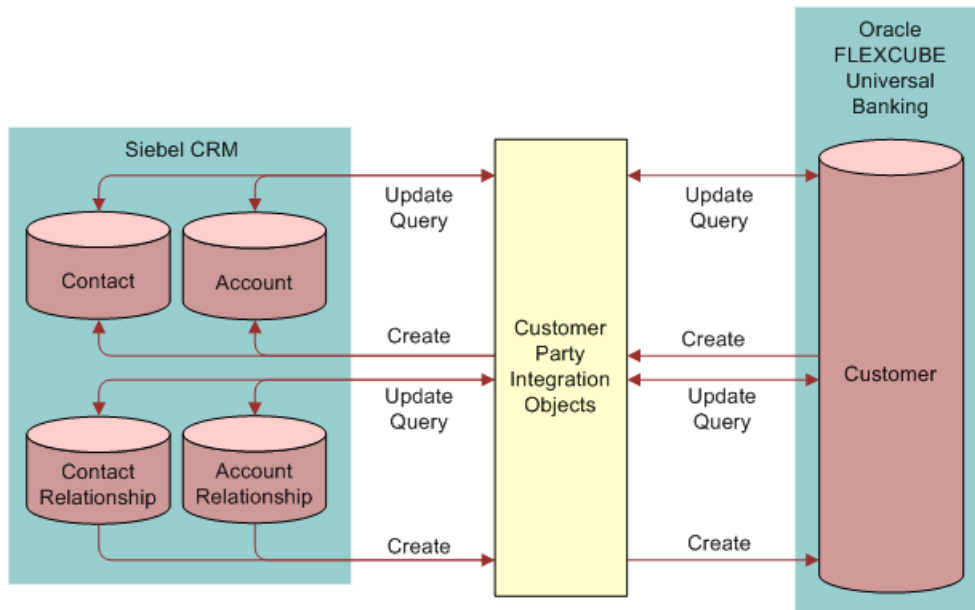 Oracle
FLEXCUBE
Universal
Banking
Siebel CRM
Update
Query
Update
Query
Contact
Account
Create
Customer
Party
Integration
Objects
Create
Customer
Update
Query
Update
Query
Contact
Relationship
Account
Relationship
Create
Create